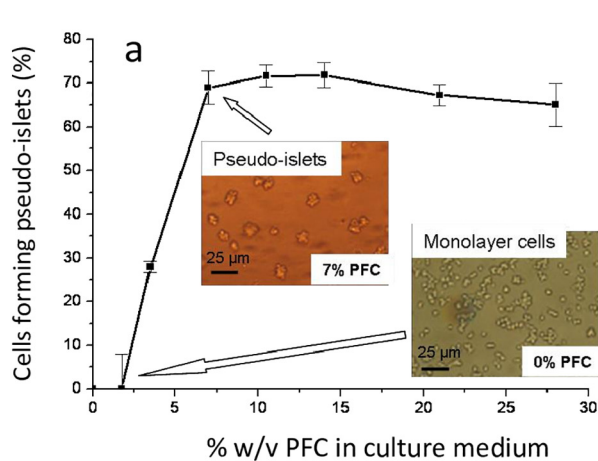 a
Cells forming pseudo-islets (%)
80
70
60
50
40
30
20
10
0
Pseudo-islets
25 µm
7% PFC
Monolayer cells
25 µm
0% PFC
0 5 10 15 20 25 30
% w/v PFC in culture medium